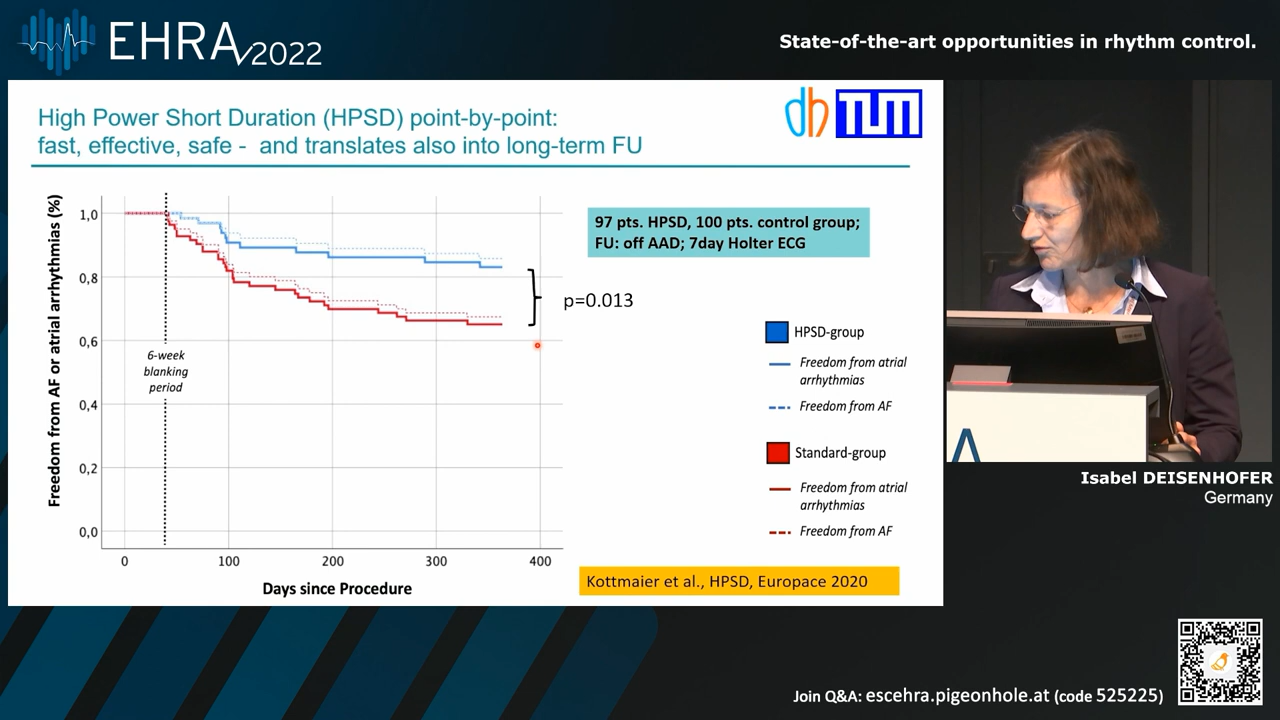 EHRA 2022
State-of-the-art opportunities in rhythm control.
High Power Short Duration (HPSD) point-by-point:
fast, effective, safe - and translates also into long-term FU
dh TUM
Freedom from AF or atrial arrhythmias (%)
1,0
0,8
0,6
0,4
0,2
0,0
6-week
blanking
period
0 100 200 300 400
Days since Procedure
97 pts. HPSD, 100 pts. control group;
FU: off AAD; 7day Holter ECG
p=0.013
HPSD-group
Freedom from atrial
arrhythmias
Freedom from AF
Standard-group
Freedom from atrial
arrhythmias
Freedom from AF
Kottmaier et al., HPSD, Europace 2020
Isabel DEISENHOFER
Germany
Join Q&A: escehra.pigeonhole.at (code 525225)